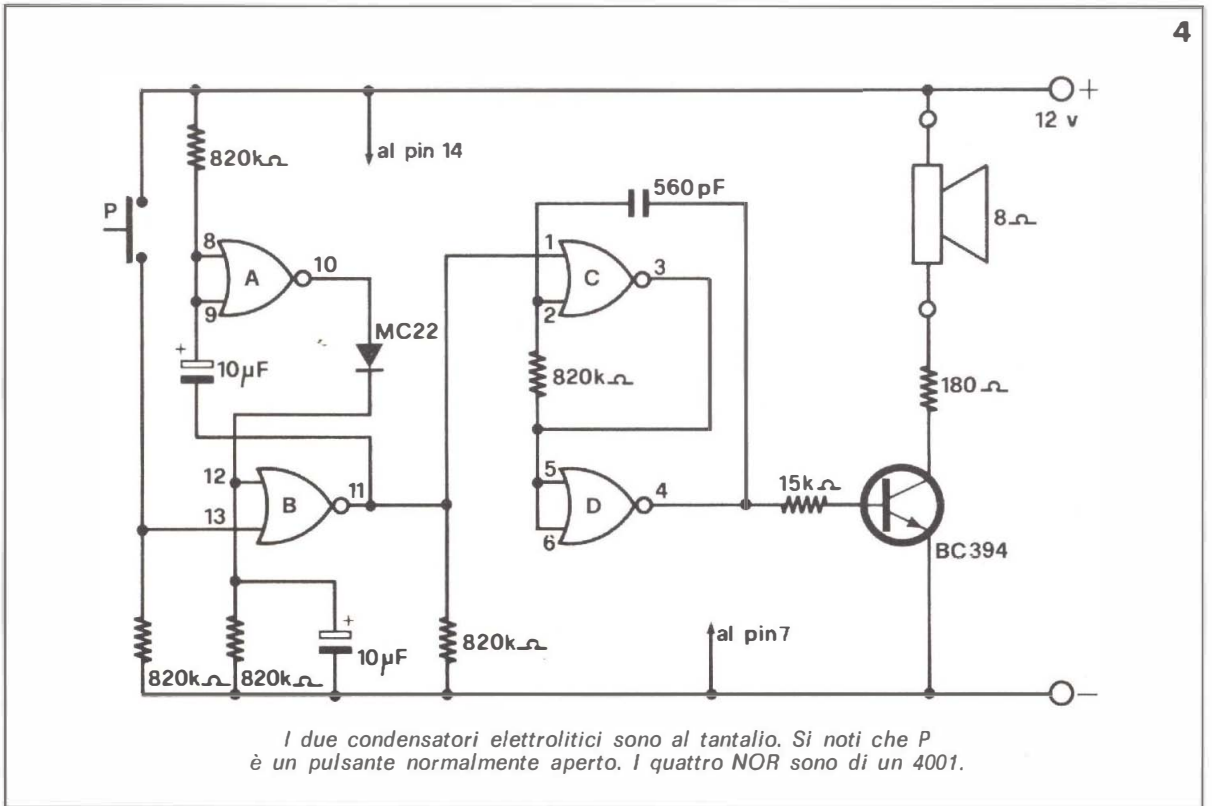 4
+
12 v
820kΩ
al pin 14
560 pF
P
8
A
10
1
C
3
8Ω
9
2
MC22
+
10µF
820kΩ
180 Ω
12
B
11
5
D
4
15kΩ
13
6
BC394
+
10µF
820kΩ
al pin7
820kΩ
820kΩ
−
I due condensatori elettrolitici sono al tantalio. Si noti che P
è un pulsante normalmente aperto. I quattro NOR sono di un 4001.